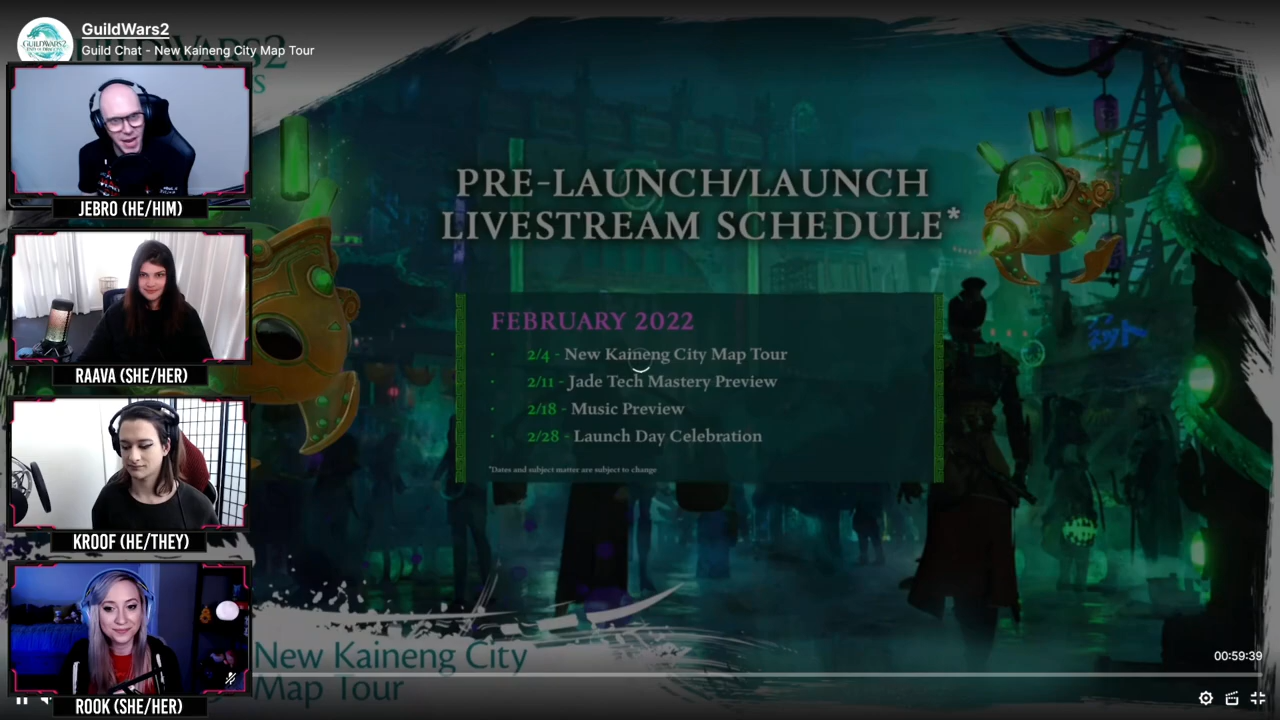 GuildWars2
Guild Chat - New Kaineng City Map Tour
GUILD WARS 2
JEBRO (HE/HIM)
RAAVA (SHE/HER)
KROOF (HE/THEY)
ROOK (SHE/HER)
PRE-LAUNCH/LAUNCH
LIVESTREAM SCHEDULE*
FEBRUARY 2022
· 2/4 - New Kaineng City Map Tour
· 2/11 - Jade Tech Mastery Preview
· 2/18 - Music Preview
· 2/28 - Launch Day Celebration
*Dates and subject matter are subject to change
New Kaineng City
Map Tour
00:59:39